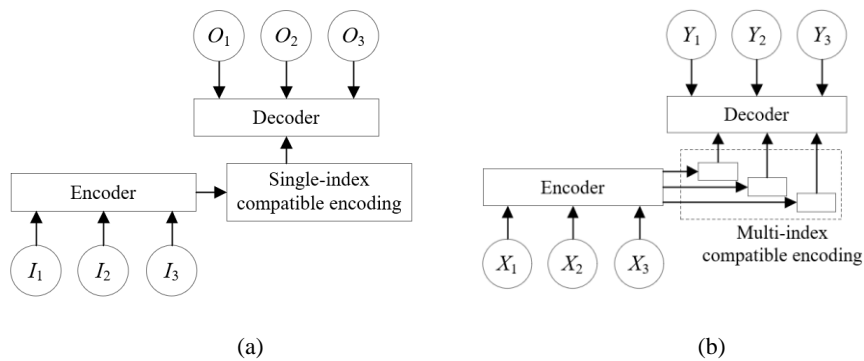 O1 O2 O3
Decoder
Encoder
Single-index
compatible encoding
I1 I2 I3
(a)
Y1 Y2 Y3
Decoder
Encoder
Multi-index
compatible encoding
X1 X2 X3
(b)